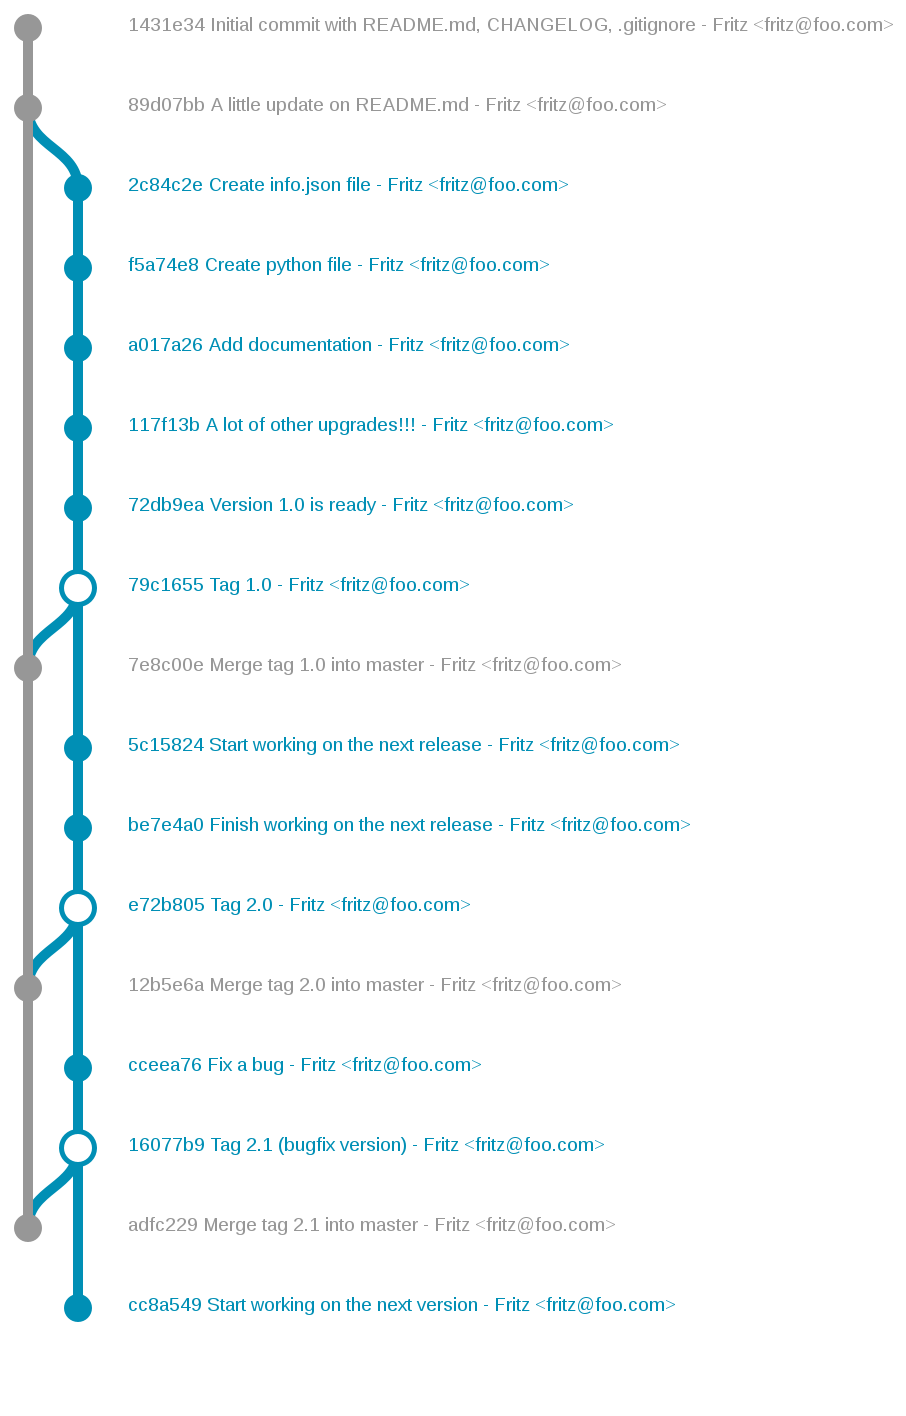 1431e34 Initial commit with README.md, CHANGELOG, .gitignore - Fritz <fritz@foo.com>
89d07bb A little update on README.md - Fritz <fritz@foo.com>
2c84c2e Create info.json file - Fritz <fritz@foo.com>
f5a74e8 Create python file - Fritz <fritz@foo.com>
a017a26 Add documentation - Fritz <fritz@foo.com>
117f13b A lot of other upgrades!!! - Fritz <fritz@foo.com>
72db9ea Version 1.0 is ready - Fritz <fritz@foo.com>
79c1655 Tag 1.0 - Fritz <fritz@foo.com>
7e8c00e Merge tag 1.0 into master - Fritz <fritz@foo.com>
5c15824 Start working on the next release - Fritz <fritz@foo.com>
be7e4a0 Finish working on the next release - Fritz <fritz@foo.com>
e72b805 Tag 2.0 - Fritz <fritz@foo.com>
12b5e6a Merge tag 2.0 into master - Fritz <fritz@foo.com>
cceea76 Fix a bug - Fritz <fritz@foo.com>
16077b9 Tag 2.1 (bugfix version) - Fritz <fritz@foo.com>
adfc229 Merge tag 2.1 into master - Fritz <fritz@foo.com>
cc8a549 Start working on the next version - Fritz <fritz@foo.com>